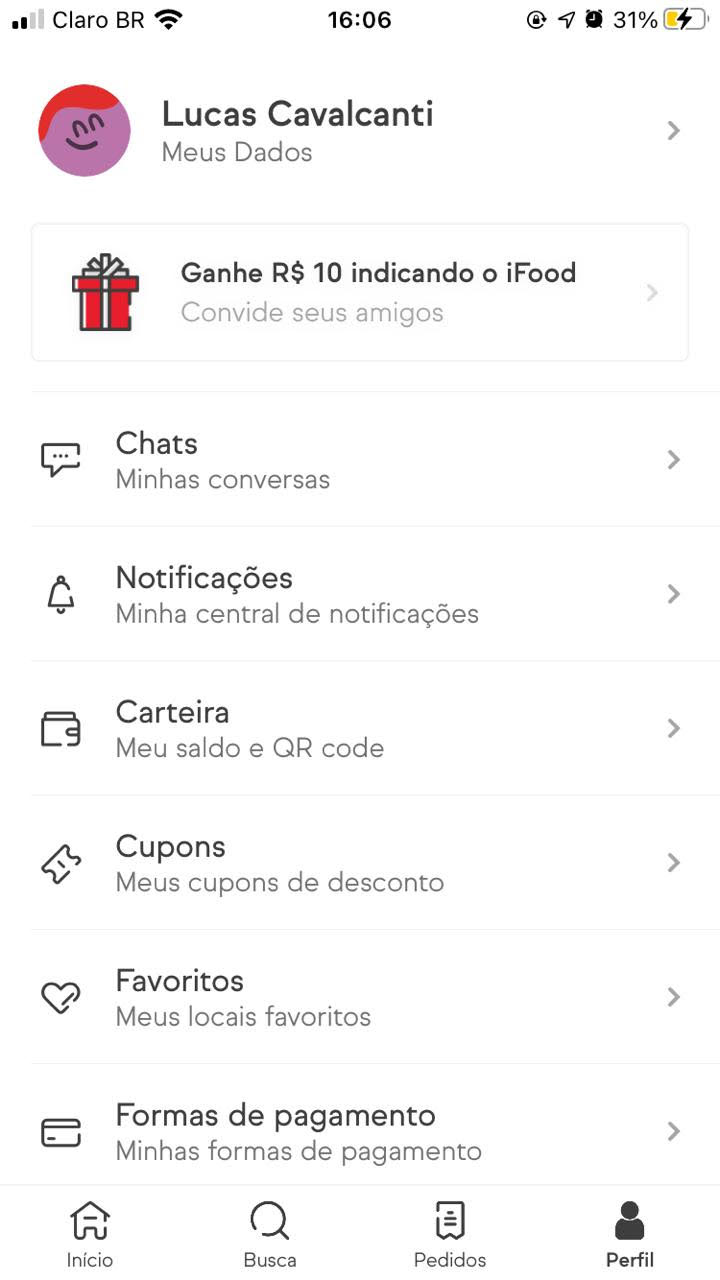 Claro BR 16:06 31%
Lucas Cavalcanti
Meus Dados
Ganhe R$ 10 indicando o iFood
Convide seus amigos
Chats
Minhas conversas
Notificações
Minha central de notificações
Carteira
Meu saldo e QR code
Cupons
Meus cupons de desconto
Favoritos
Meus locais favoritos
Formas de pagamento
Minhas formas de pagamento
Início Busca Pedidos Perfil